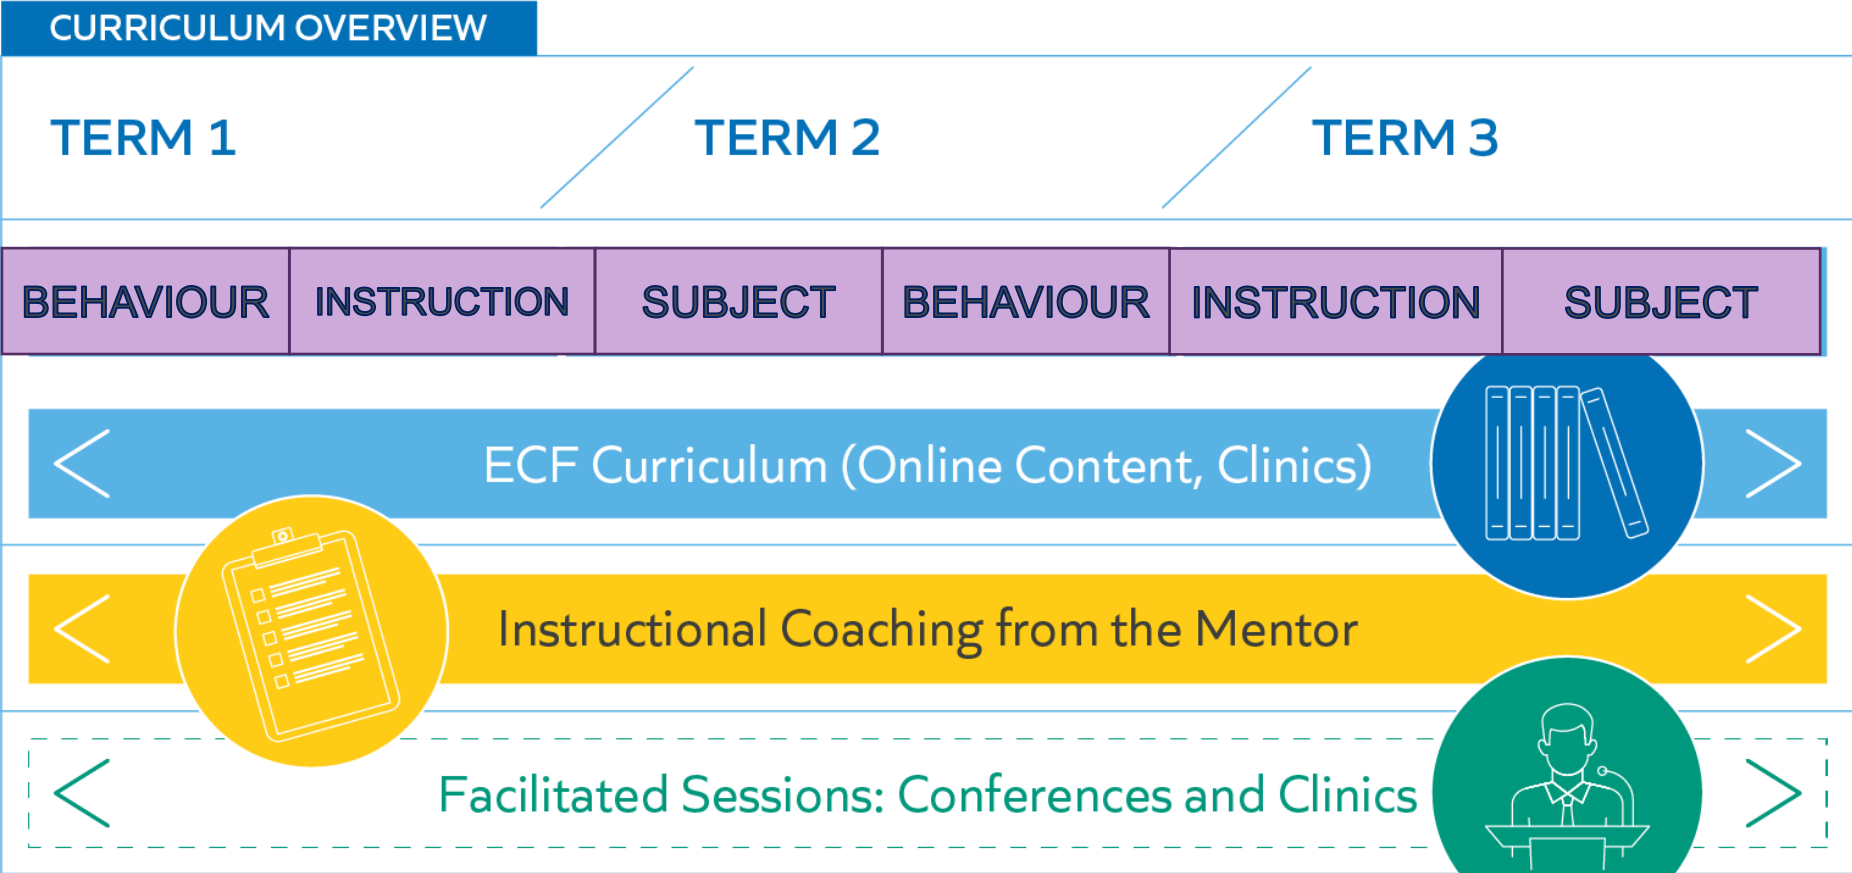 CURRICULUM OVERVIEW
TERM 1 TERM 2 TERM 3
BEHAVIOUR INSTRUCTION SUBJECT BEHAVIOUR INSTRUCTION SUBJECT
ECF Curriculum (Online Content, Clinics)
Instructional Coaching from the Mentor
Facilitated Sessions: Conferences and Clinics